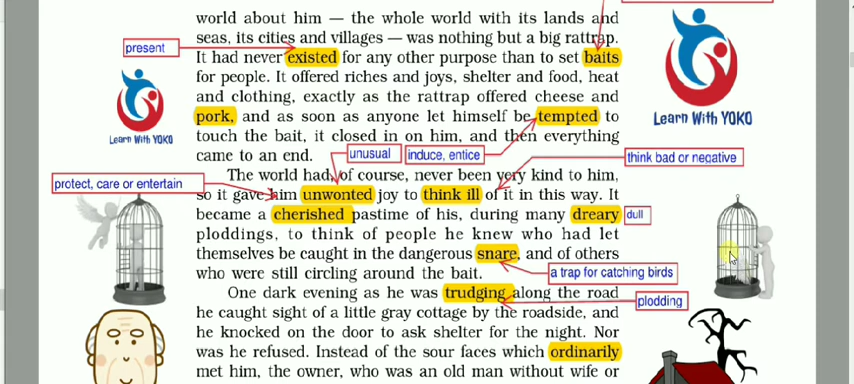 world about him — the whole world with its lands and
seas, its cities and villages — was nothing but a big rattrap.
present
It had never existed for any other purpose than to set baits
for people. It offered riches and joys, shelter and food, heat
and clothing, exactly as the rattrap offered cheese and
pork, and as soon as anyone let himself be tempted to
Learn With YOKO
Learn With YOKO
touch the bait, it closed in on him, and then everything
came to an end.
unusual
induce, entice
think bad or negative
The world had, of course, never been very kind to him,
protect, care or entertain
so it gave him unwonted joy to think ill of it in this way. It
became a cherished pastime of his, during many dreary
dull
ploddings, to think of people he knew who had let
themselves be caught in the dangerous snare, and of others
who were still circling around the bait.
a trap for catching birds
One dark evening as he was trudging along the road
plodding
he caught sight of a little gray cottage by the roadside, and
he knocked on the door to ask shelter for the night. Nor
was he refused. Instead of the sour faces which ordinarily
met him, the owner, who was an old man without wife or